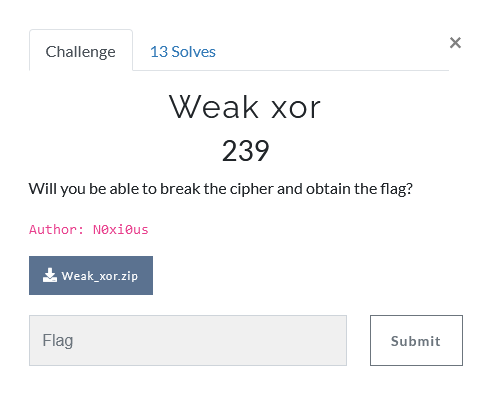 Challenge
13 Solves
×
Weak xor
239
Will you be able to break the cipher and obtain the flag?
Author: N0xi0us
Weak_xor.zip
Flag
Submit